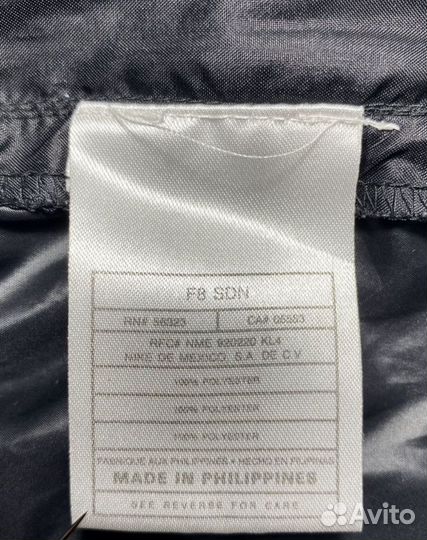 F8 SDN
RN# 56323 CA# 05553
RFC# NME 920220 KL4
NIKE DE MEXICO, S.A. DE C V
100% POLYESTER
100% POLYESTER
100% POLYESTER
FABRIQUÉ AUX PHILIPPINES • HECHO EN FILIPINAS
MADE IN PHILIPPINES
SEE REVERSE FOR CARE
Avito